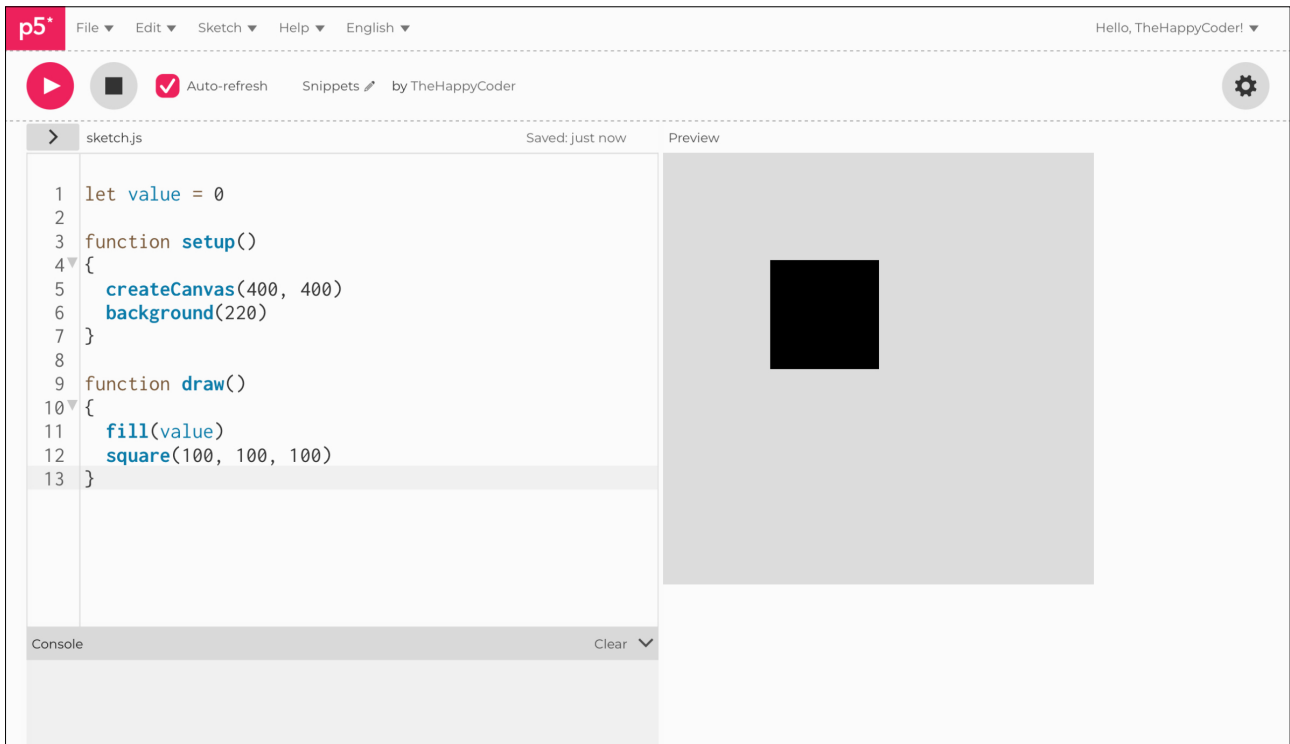 p5* File Edit Sketch Help English Hello, TheHappyCoder!
Auto-refresh Snippets by TheHappyCoder
sketch.js Saved: just now Preview
1 let value = 0
2
3 function setup()
4 {
5 createCanvas(400, 400)
6 background(220)
7 }
8
9 function draw()
10 {
11 fill(value)
12 square(100, 100, 100)
13 }
Console Clear